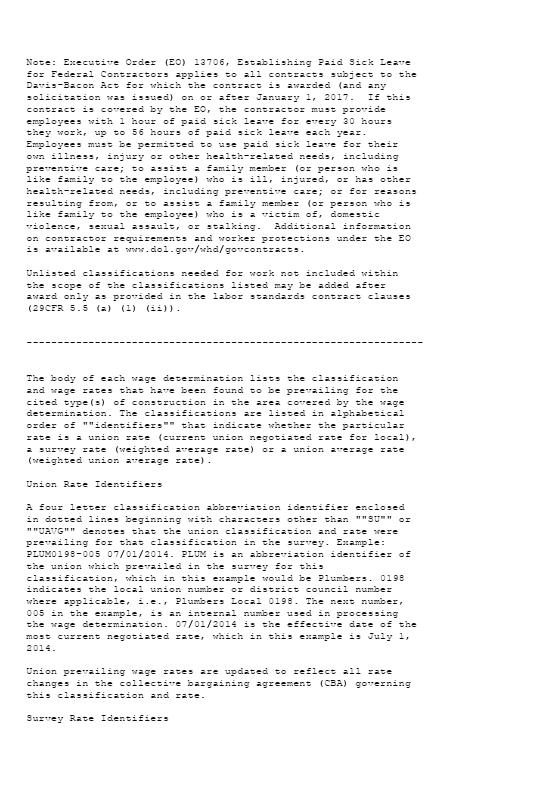 Note: Executive Order (EO) 13706, Establishing Paid Sick Leave
for Federal Contractors applies to all contracts subject to the
Davis-Bacon Act for which the contract is awarded (and any
solicitation was issued) on or after January 1, 2017.  If this
contract is covered by the EO, the contractor must provide
employees with 1 hour of paid sick leave for every 30 hours
they work, up to 56 hours of paid sick leave each year.
Employees must be permitted to use paid sick leave for their
own illness, injury or other health-related needs, including
preventive care; to assist a family member (or person who is
like family to the employee) who is ill, injured, or has other
health-related needs, including preventive care; or for reasons
resulting from, or to assist a family member (or person who is
like family to the employee) who is a victim of, domestic
violence, sexual assault, or stalking.  Additional information
on contractor requirements and worker protections under the EO
is available at www.dol.gov/whd/govcontracts.

Unlisted classifications needed for work not included within
the scope of the classifications listed may be added after
award only as provided in the labor standards contract clauses
(29CFR 5.5 (a) (1) (ii)).

----------------------------------------------------------------

The body of each wage determination lists the classification
and wage rates that have been found to be prevailing for the
cited type(s) of construction in the area covered by the wage
determination. The classifications are listed in alphabetical
order of ""identifiers"" that indicate whether the particular
rate is a union rate (current union negotiated rate for local),
a survey rate (weighted average rate) or a union average rate
(weighted union average rate).

Union Rate Identifiers

A four letter classification abbreviation identifier enclosed
in dotted lines beginning with characters other than ""SU"" or
""UAVG"" denotes that the union classification and rate were
prevailing for that classification in the survey. Example:
PLUM0198-005 07/01/2014. PLUM is an abbreviation identifier of
the union which prevailed in the survey for this
classification, which in this example would be Plumbers. 0198
indicates the local union number or district council number
where applicable, i.e., Plumbers Local 0198. The next number,
005 in the example, is an internal number used in processing
the wage determination. 07/01/2014 is the effective date of the
most current negotiated rate, which in this example is July 1,
2014.

Union prevailing wage rates are updated to reflect all rate
changes in the collective bargaining agreement (CBA) governing
this classification and rate.

Survey Rate Identifiers